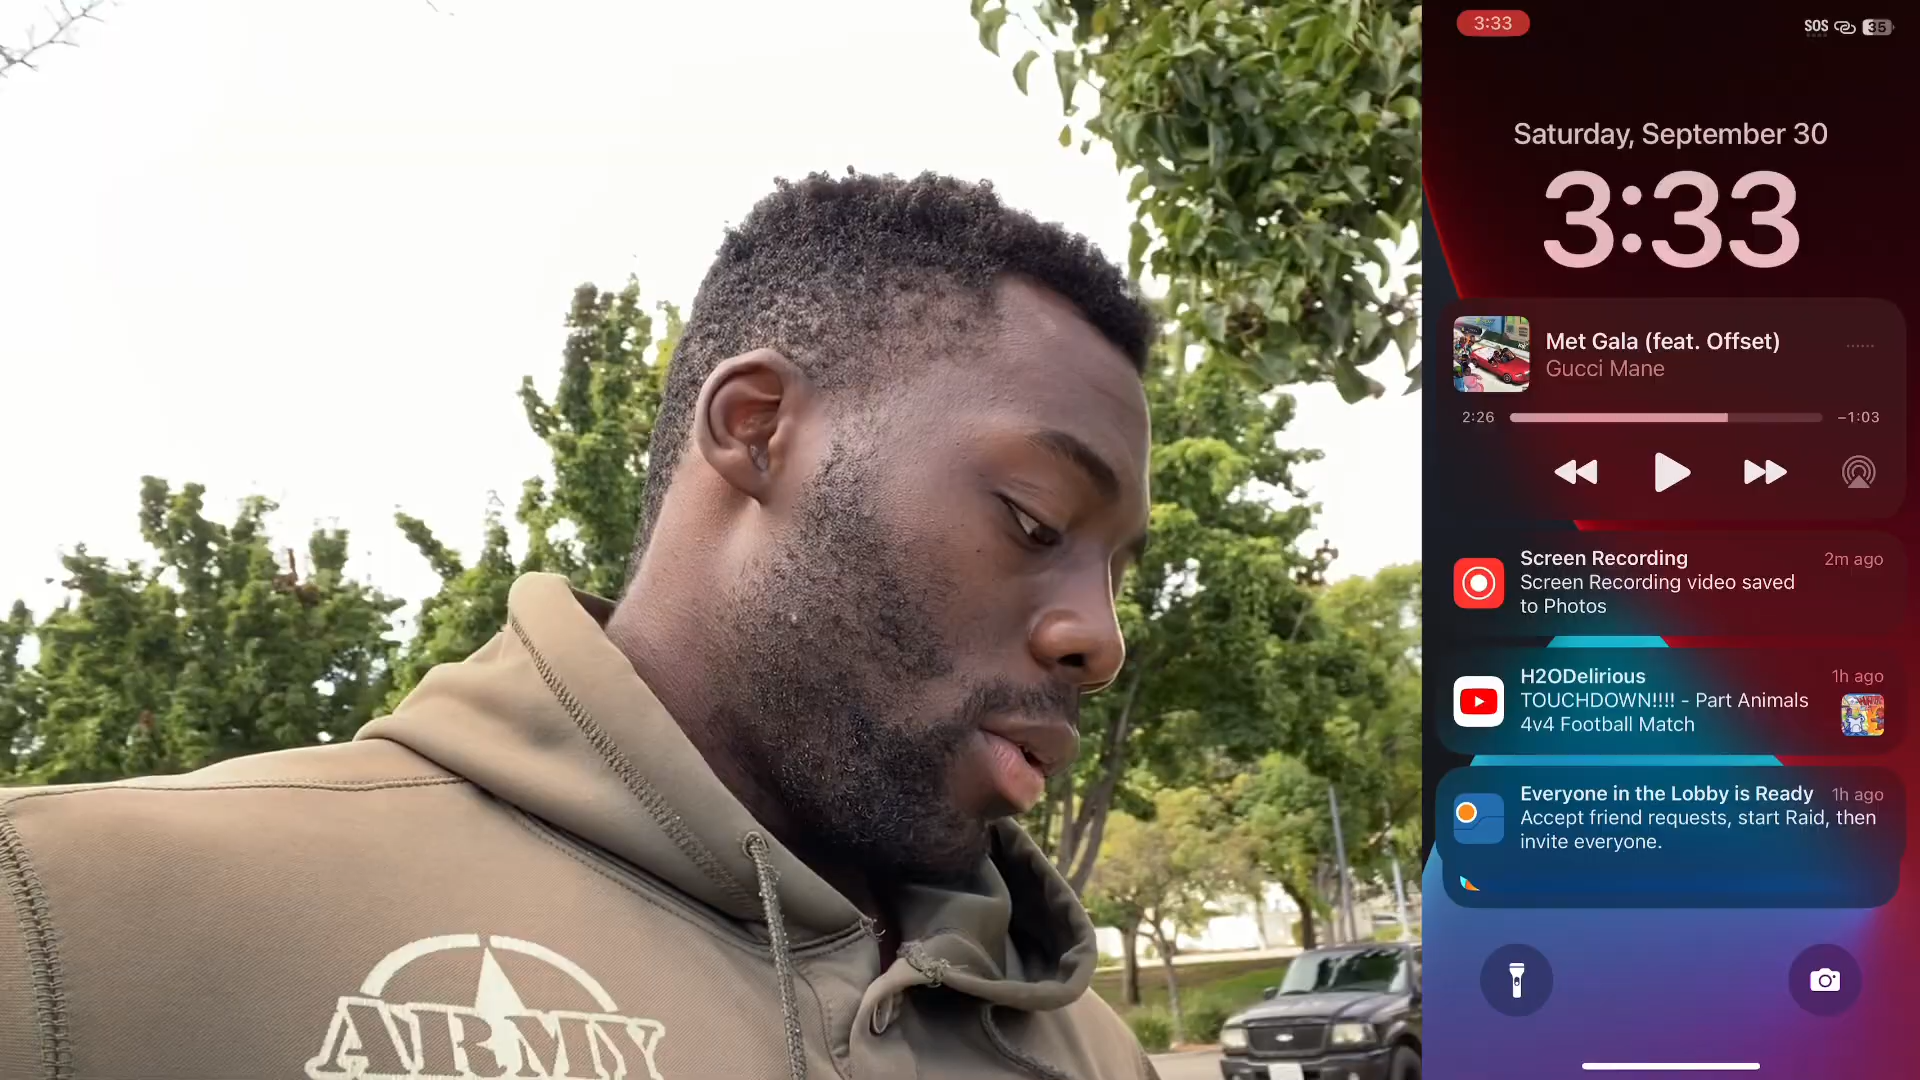 ARMY
3:33
SOS
35
Saturday, September 30
3:33
Met Gala (feat. Offset)
Gucci Mane
2:26
-1:03
Screen Recording
2m ago
Screen Recording video saved
to Photos
H2ODelirious
1h ago
TOUCHDOWN!!!! - Part Animals
4v4 Football Match
Everyone in the Lobby is Ready
1h ago
Accept friend requests, start Raid, then
invite everyone.